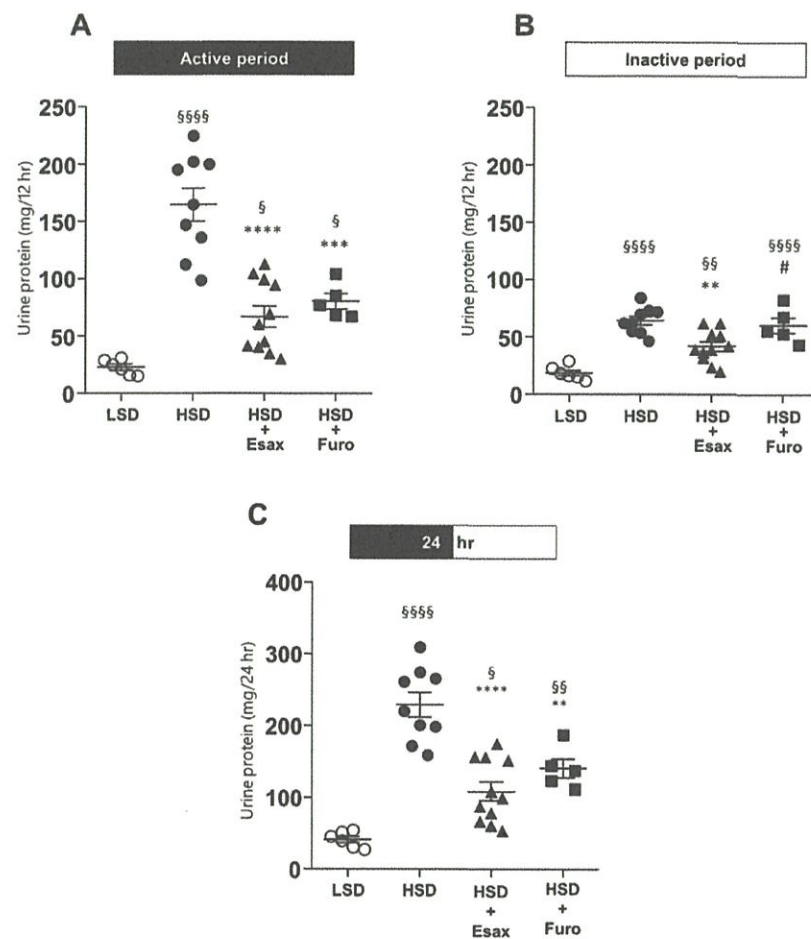 A
Active period
Urine protein (mg/12 hr)
250
200
150
100
50
0
§§§§
§
****
§
***
LSD
HSD
HSD
+
Esax
HSD
+
Furo
B
Inactive period
Urine protein (mg/12 hr)
250
200
150
100
50
0
§§§§
§§
**
§§§§
#
LSD
HSD
HSD
+
Esax
HSD
+
Furo
C
24 hr
Urine protein (mg/24 hr)
400
300
200
100
0
§§§§
§
****
§§
**
LSD
HSD
HSD
+
Esax
HSD
+
Furo